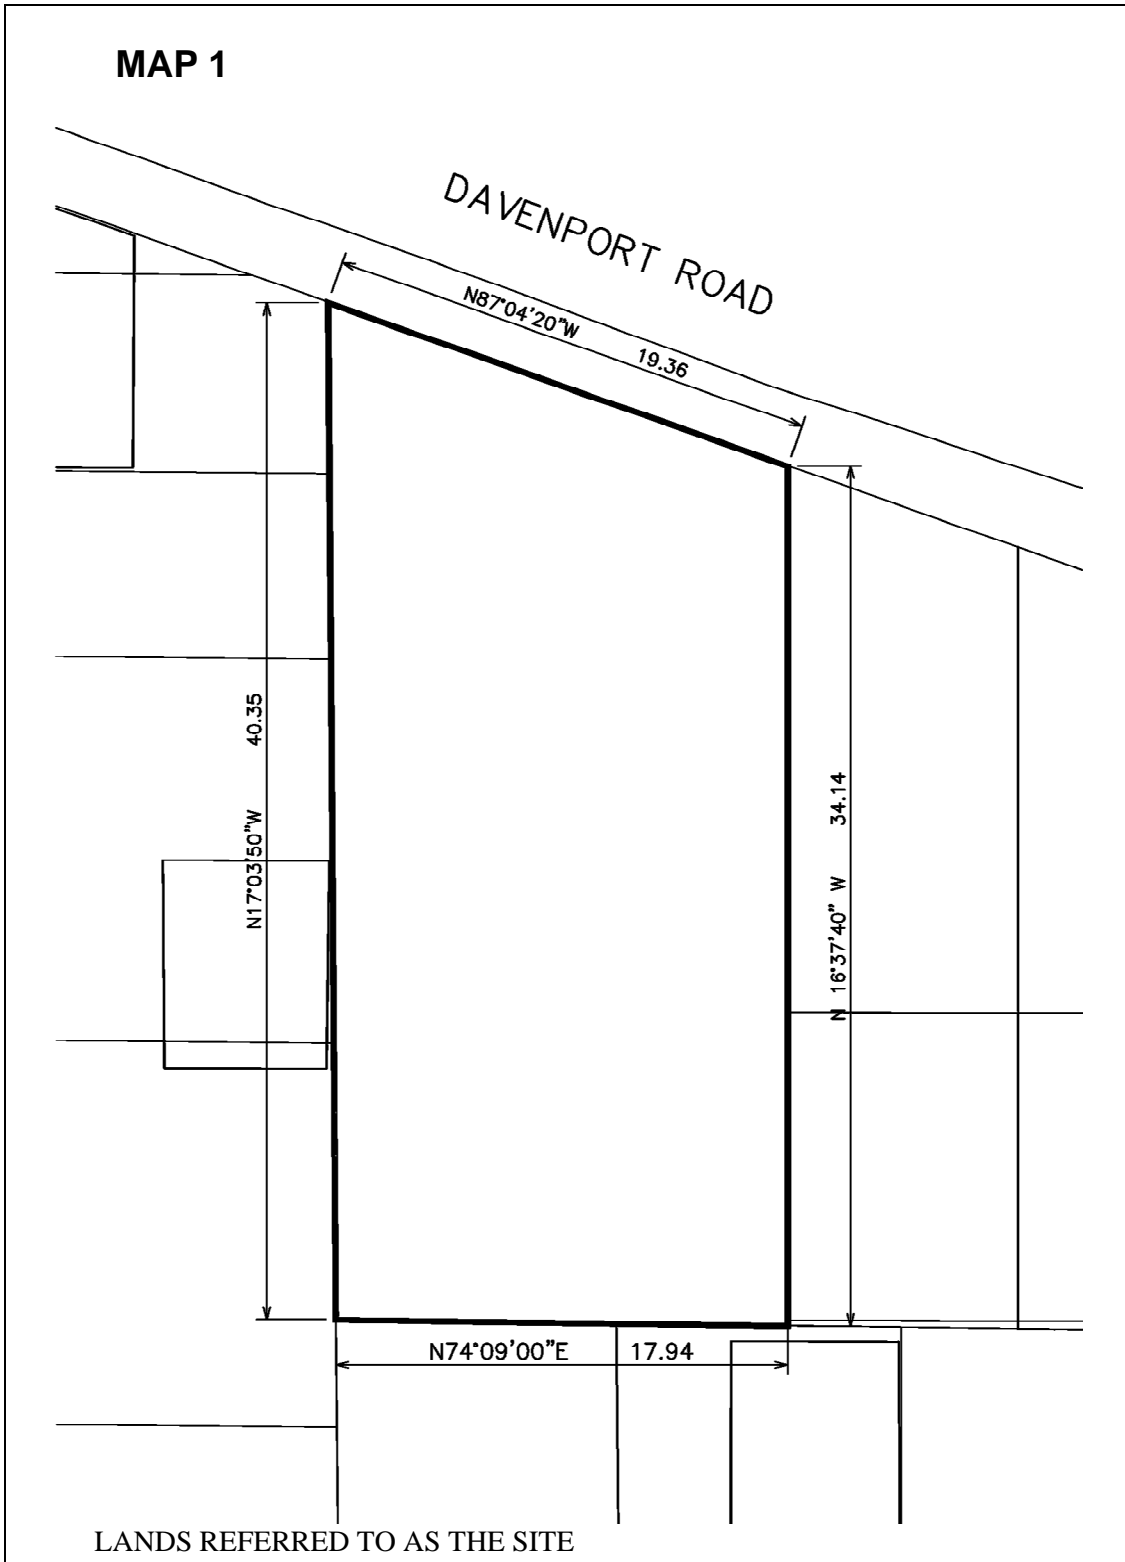 MAP 1
DAVENPORT ROAD
N87°04'20"W 19.36
N17°03'50"W 40.35
N 16°37'40" W 34.14
N74°09'00"E 17.94
LANDS REFERRED TO AS THE SITE